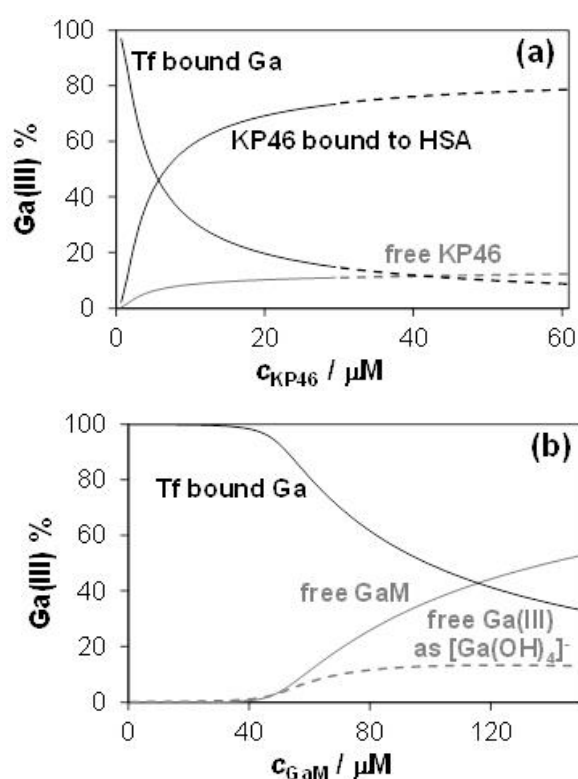 100
(a)
Tf bound Ga
80
60
KP46 bound to HSA
40
free KP46
20
0
0
20
40
60
Ga(III) %
cKP46 / μM
100
(b)
Tf bound Ga
80
60
free GaM
40
free Ga(III)
as [Ga(OH)4]-
20
0
0
40
80
120
Ga(III) %
cGaM / μM